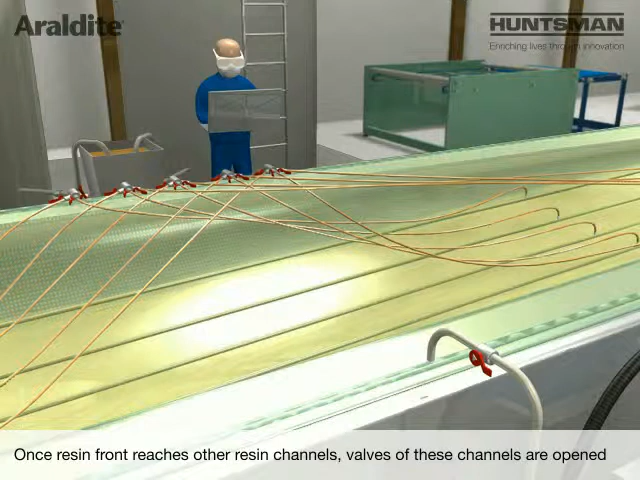 Araldite®
HUNTSMAN
Enriching lives through innovation
Once resin front reaches other resin channels, valves of these channels are opened